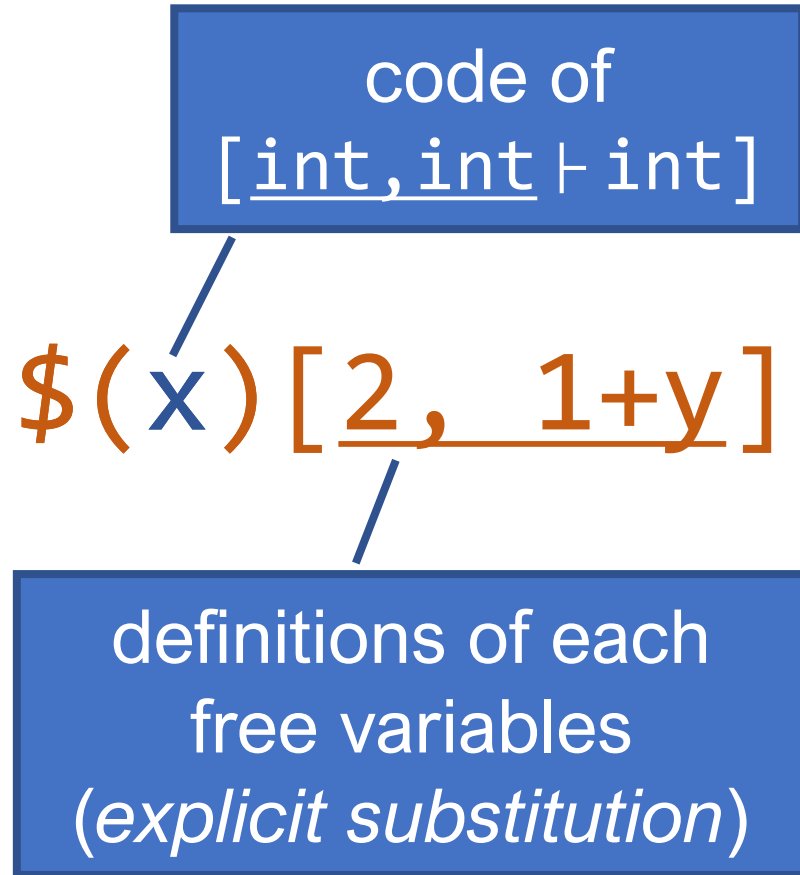 code of
[int,int⊢int]
$(x)[2, 1+y]
definitions of each
free variables
(explicit substitution)